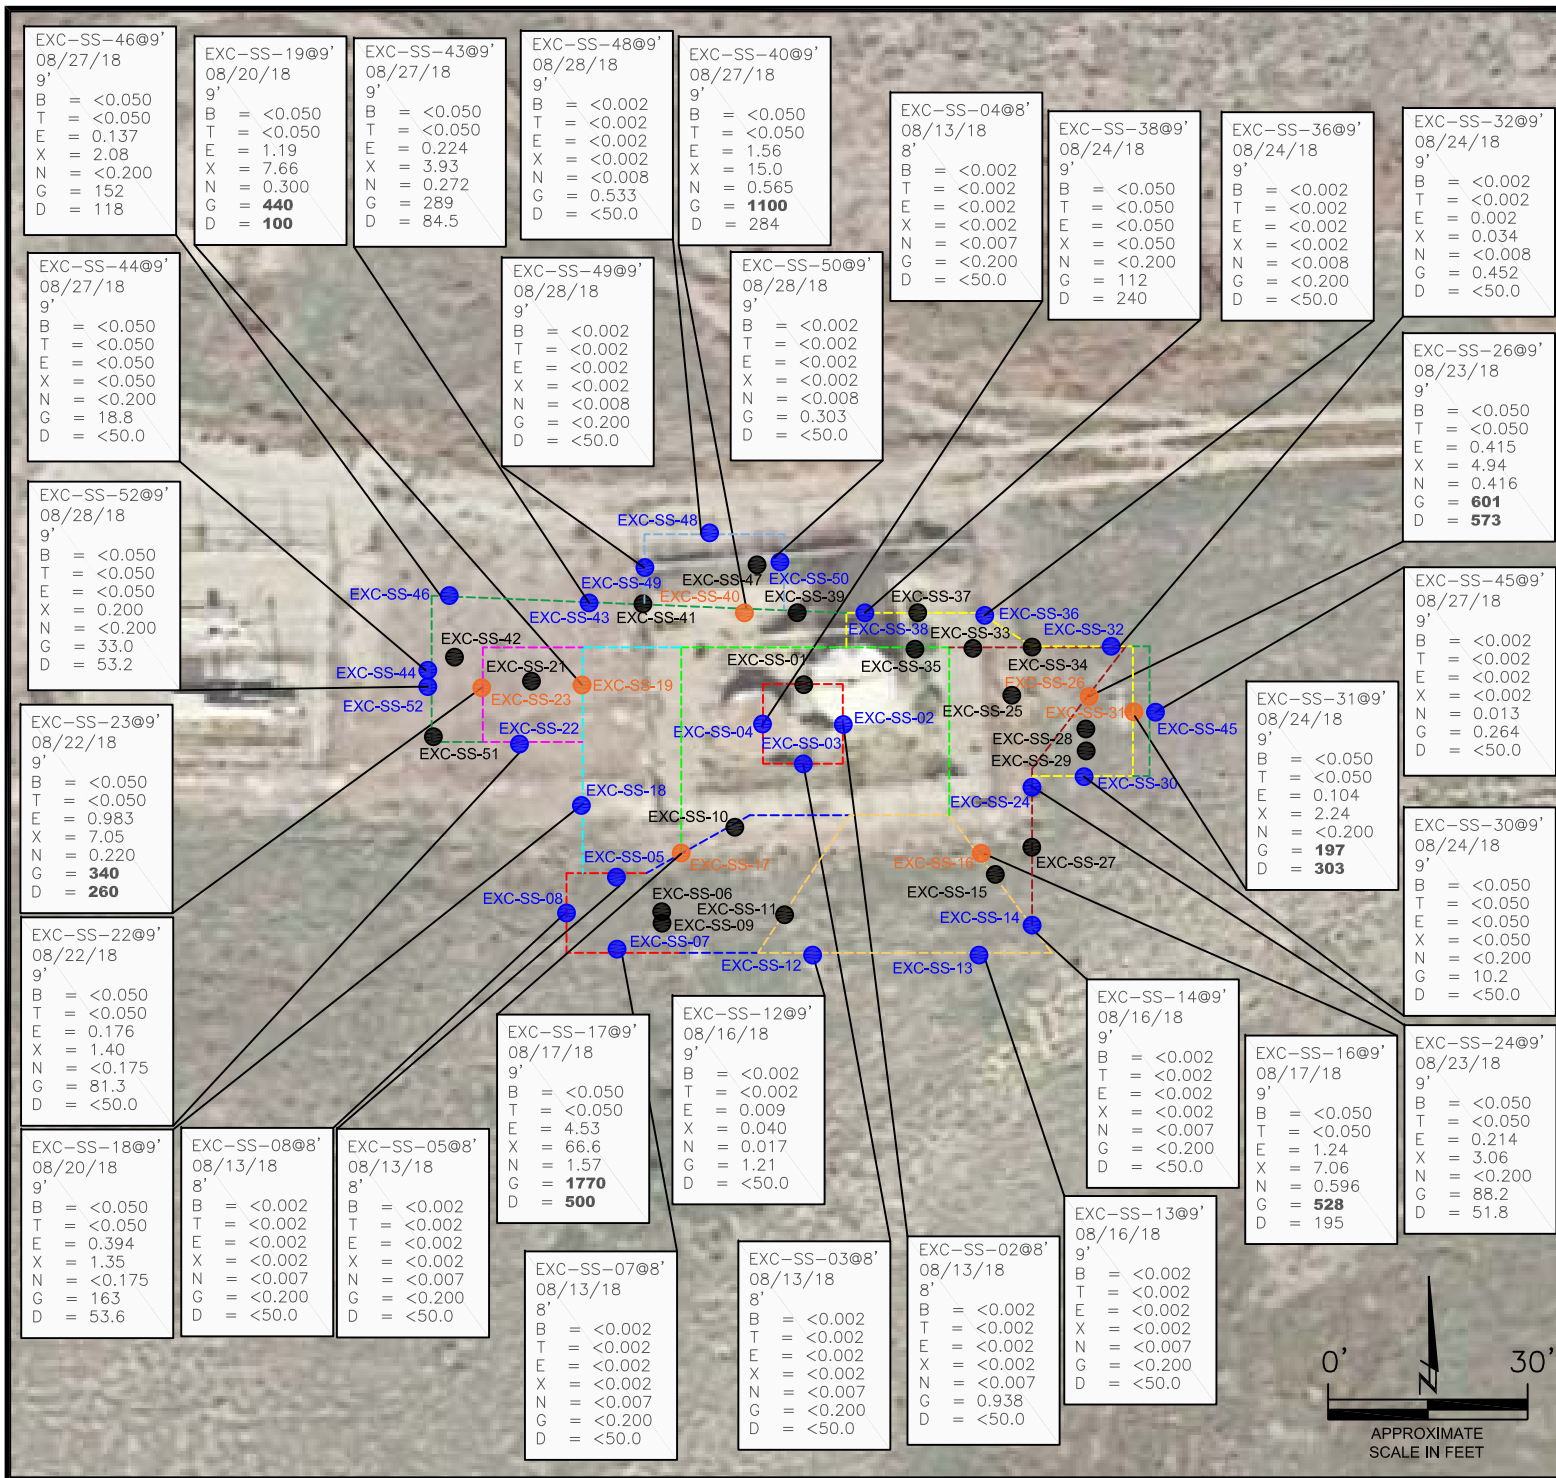 EXC-SS-46@9'
08/27/18
9'
B = <0.050
T = <0.050
E = 0.137
X = 2.08
N = <0.200
G = 152
D = 118
EXC-SS-19@9'
08/20/18
9'
B = <0.050
T = <0.050
E = 1.19
X = 7.66
N = 0.300
G = 440
D = 100
EXC-SS-43@9'
08/27/18
9'
B = <0.050
T = <0.050
E = 0.224
X = 3.93
N = 0.272
G = 289
D = 84.5
EXC-SS-48@9'
08/28/18
9'
B = <0.002
T = <0.002
E = <0.002
X = <0.002
N = <0.008
G = 0.533
D = <50.0
EXC-SS-40@9'
08/27/18
9'
B = <0.050
T = <0.050
E = 1.56
X = 15.0
N = 0.565
G = 1100
D = 284
EXC-SS-04@8'
08/13/18
8'
B = <0.002
T = <0.002
E = <0.002
X = <0.002
N = <0.007
G = <0.200
D = <50.0
EXC-SS-38@9'
08/24/18
9'
B = <0.050
T = <0.050
E = <0.050
X = <0.050
N = <0.200
G = 112
D = 240
EXC-SS-36@9'
08/24/18
9'
B = <0.002
T = <0.002
E = <0.002
X = <0.002
N = <0.008
G = <0.200
D = <50.0
EXC-SS-32@9'
08/24/18
9'
B = <0.002
T = <0.002
E = 0.002
X = 0.034
N = <0.008
G = 0.452
D = <50.0
EXC-SS-44@9'
08/27/18
9'
B = <0.050
T = <0.050
E = <0.050
X = <0.050
N = <0.200
G = 18.8
D = <50.0
EXC-SS-49@9'
08/28/18
9'
B = <0.002
T = <0.002
E = <0.002
X = <0.002
N = <0.008
G = <0.200
D = <50.0
EXC-SS-50@9'
08/28/18
9'
B = <0.002
T = <0.002
E = <0.002
X = <0.002
N = <0.008
G = 0.303
D = <50.0
EXC-SS-26@9'
08/23/18
9'
B = <0.050
T = <0.050
E = 0.415
X = 4.94
N = 0.416
G = 601
D = 573
EXC-SS-52@9'
08/28/18
9'
B = <0.050
T = <0.050
E = <0.050
X = 0.200
N = <0.200
G = 33.0
D = 53.2
EXC-SS-45@9'
08/27/18
9'
B = <0.002
T = <0.002
E = <0.002
X = <0.002
N = 0.013
G = 0.264
D = <50.0
EXC-SS-48
EXC-SS-47
EXC-SS-50
EXC-SS-49
EXC-SS-46
EXC-SS-43
EXC-SS-41
EXC-SS-40
EXC-SS-39
EXC-SS-38
EXC-SS-37
EXC-SS-36
EXC-SS-33
EXC-SS-32
EXC-SS-42
EXC-SS-21
EXC-SS-01
EXC-SS-35
EXC-SS-34
EXC-SS-44
EXC-SS-52
EXC-SS-23
EXC-SS-19
EXC-SS-26
EXC-SS-25
EXC-SS-31
EXC-SS-45
EXC-SS-51
EXC-SS-22
EXC-SS-04
EXC-SS-03
EXC-SS-02
EXC-SS-28
EXC-SS-29
EXC-SS-30
EXC-SS-24
EXC-SS-18
EXC-SS-10
EXC-SS-17
EXC-SS-05
EXC-SS-16
EXC-SS-27
EXC-SS-15
EXC-SS-08
EXC-SS-06
EXC-SS-09
EXC-SS-11
EXC-SS-14
EXC-SS-07
EXC-SS-12
EXC-SS-13
EXC-SS-23@9'
08/22/18
9'
B = <0.050
T = <0.050
E = 0.983
X = 7.05
N = 0.220
G = 340
D = 260
EXC-SS-31@9'
08/24/18
9'
B = <0.050
T = <0.050
E = 0.104
X = 2.24
N = <0.200
G = 197
D = 303
EXC-SS-30@9'
08/24/18
9'
B = <0.050
T = <0.050
E = <0.050
X = <0.050
N = <0.200
G = 10.2
D = <50.0
EXC-SS-22@9'
08/22/18
9'
B = <0.050
T = <0.050
E = 0.176
X = 1.40
N = <0.175
G = 81.3
D = <50.0
EXC-SS-17@9'
08/17/18
9'
B = <0.050
T = <0.050
E = 4.53
X = 66.6
N = 1.57
G = 1770
D = 500
EXC-SS-12@9'
08/16/18
9'
B = <0.002
T = <0.002
E = 0.009
X = 0.040
N = 0.017
G = 1.21
D = <50.0
EXC-SS-14@9'
08/16/18
9'
B = <0.002
T = <0.002
E = <0.002
X = <0.002
N = <0.007
G = <0.200
D = <50.0
EXC-SS-16@9'
08/17/18
9'
B = <0.050
T = <0.050
E = 1.24
X = 7.06
N = 0.596
G = 528
D = 195
EXC-SS-24@9'
08/23/18
9'
B = <0.050
T = <0.050
E = 0.214
X = 3.06
N = <0.200
G = 88.2
D = 51.8
EXC-SS-18@9'
08/20/18
9'
B = <0.050
T = <0.050
E = 0.394
X = 1.35
N = <0.175
G = 163
D = 53.6
EXC-SS-08@8'
08/13/18
8'
B = <0.002
T = <0.002
E = <0.002
X = <0.002
N = <0.007
G = <0.200
D = <50.0
EXC-SS-05@8'
08/13/18
8'
B = <0.002
T = <0.002
E = <0.002
X = <0.002
N = <0.007
G = <0.200
D = <50.0
EXC-SS-07@8'
08/13/18
8'
B = <0.002
T = <0.002
E = <0.002
X = <0.002
N = <0.007
G = <0.200
D = <50.0
EXC-SS-03@8'
08/13/18
8'
B = <0.002
T = <0.002
E = <0.002
X = <0.002
N = <0.007
G = <0.200
D = <50.0
EXC-SS-02@8'
08/13/18
8'
B = <0.002
T = <0.002
E = <0.002
X = <0.002
N = <0.007
G = 0.938
D = <50.0
EXC-SS-13@9'
08/16/18
9'
B = <0.002
T = <0.002
E = <0.002
X = <0.002
N = <0.007
G = <0.200
D = <50.0
N
0' 30'
APPROXIMATE
SCALE IN FEET